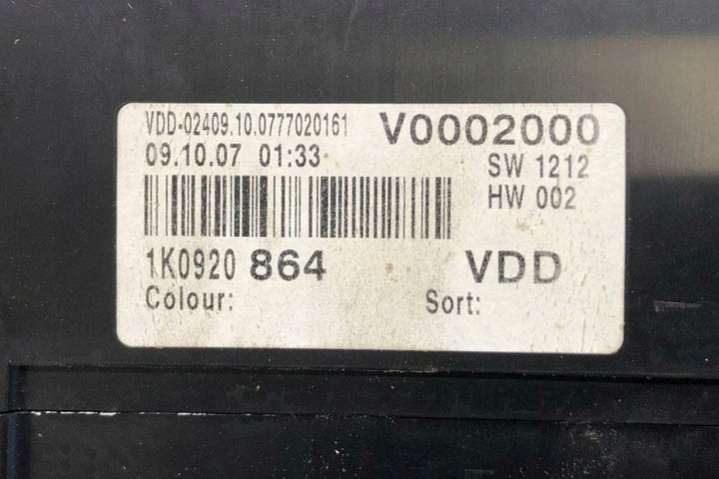 VDD-02409.10.0777020161 V0002000
09.10.07 01:33 SW 1212
HW 002
1K0920 864 VDD
Colour: Sort: